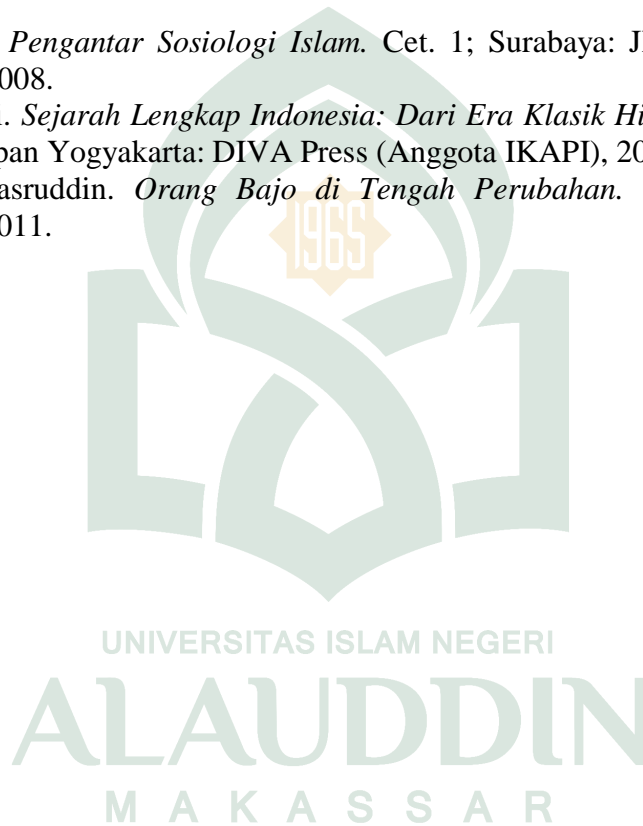 Pengantar Sosiologi Islam. Cet. 1; Surabaya:
008.
i. Sejarah Lengkap Indonesia: Dari Era Klasik Hi
pan Yogyakarta: DIVA Press (Anggota IKAPI), 20
asruddin. Orang Bajo di Tengah Perubahan.
011.
1965
UNIVERSITAS ISLAM NEGERI
ALAUDDIN
MAKASSAR